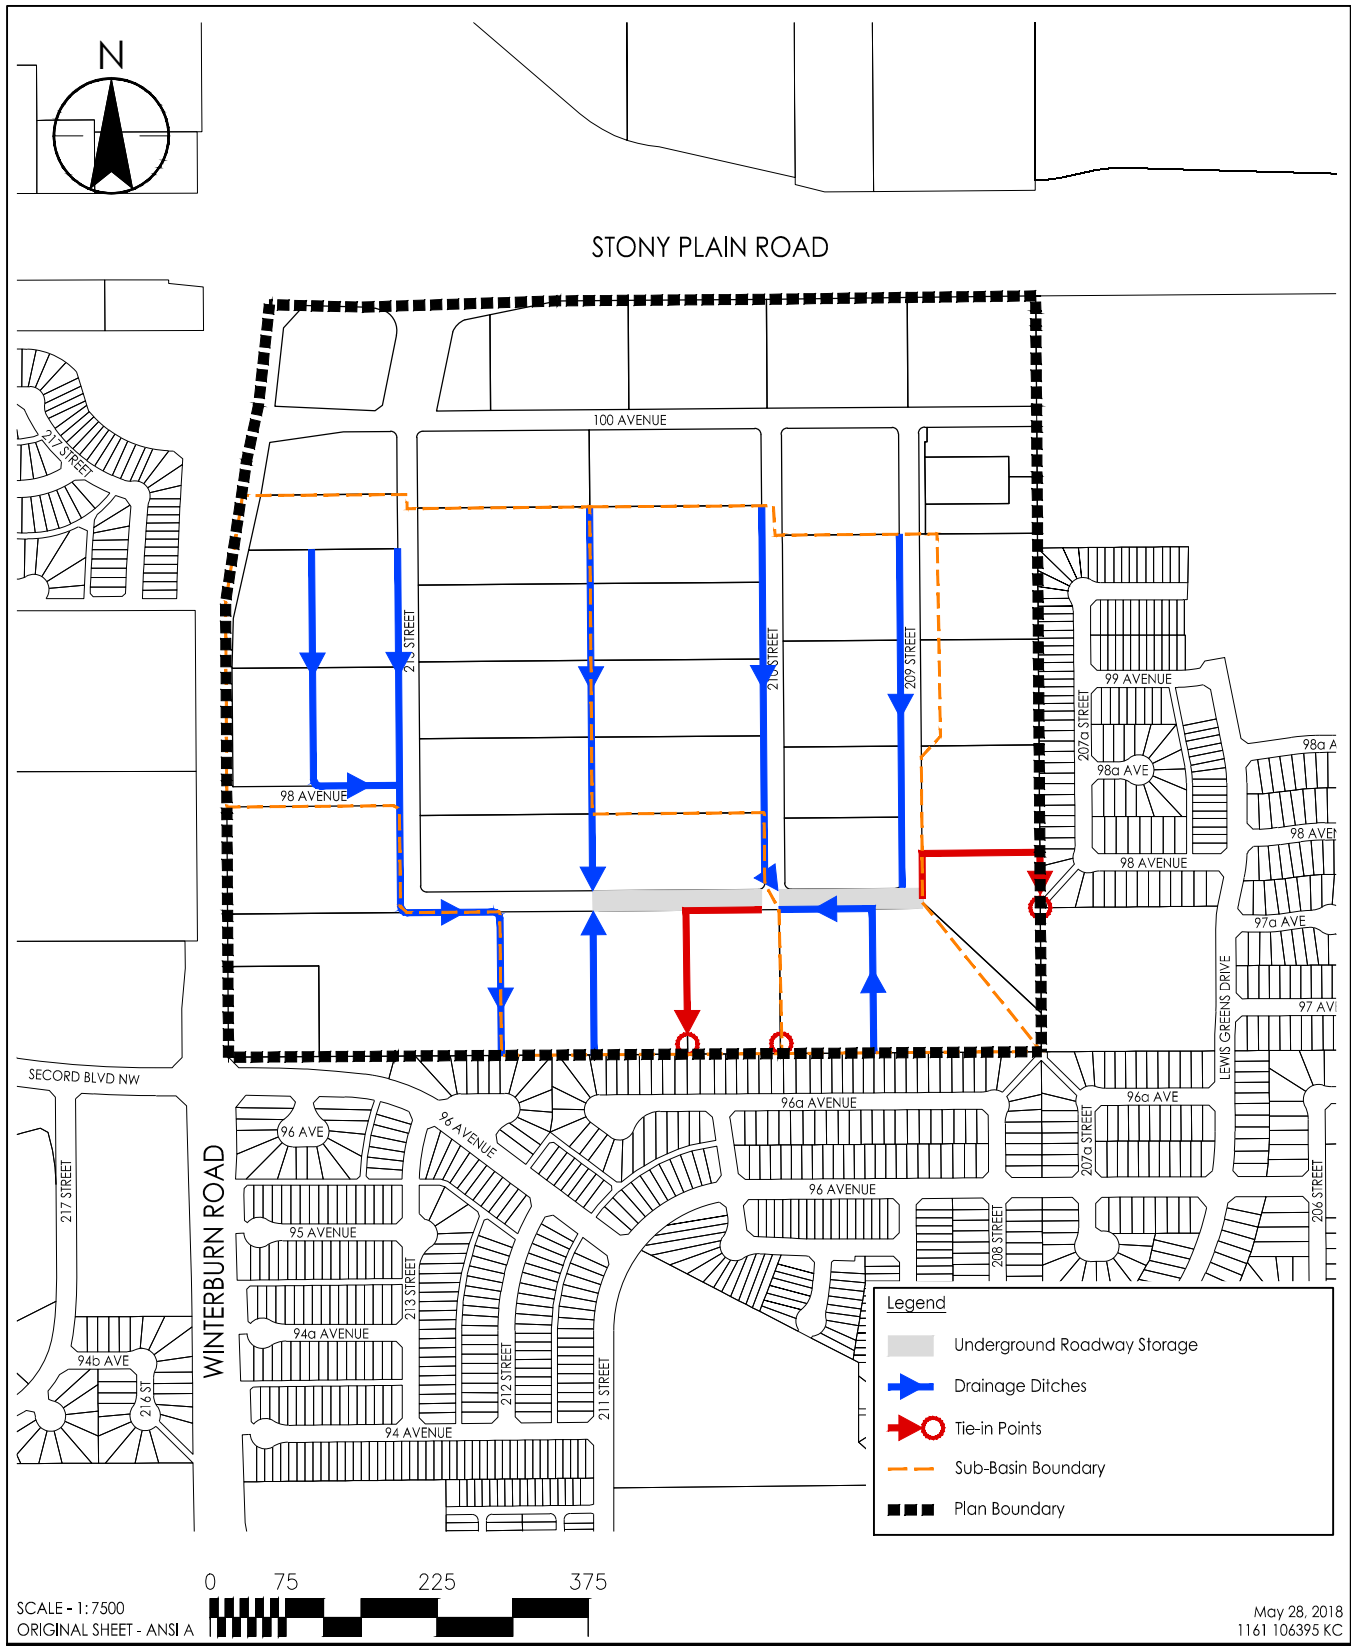 N
STONY PLAIN ROAD
100 AVENUE
217 STREET
213 STREET
210 STREET
209 STREET
99 AVENUE
207a STREET
98a A
98a AVE
98 AVENUE
98 AVEN
98 AVENUE
97a AVE
LEWIS GREENS DRIVE
97 AVE
SECORD BLVD NW
96a AVENUE
96a AVE
96 AVENUE
96 AVE
207a STREET
217 STREET
WINTERBURN ROAD
96 AVENUE
206 STREET
95 AVENUE
208 STREET
213 STREET
94a AVENUE
94b AVE
216 ST
212 STREET
211 STREET
94 AVENUE
Legend
Underground Roadway Storage
Drainage Ditches
Tie-in Points
Sub-Basin Boundary
Plan Boundary
0 75 225 375
SCALE - 1:7500
ORIGINAL SHEET - ANSI A
May 28, 2018
1161 106395 KC